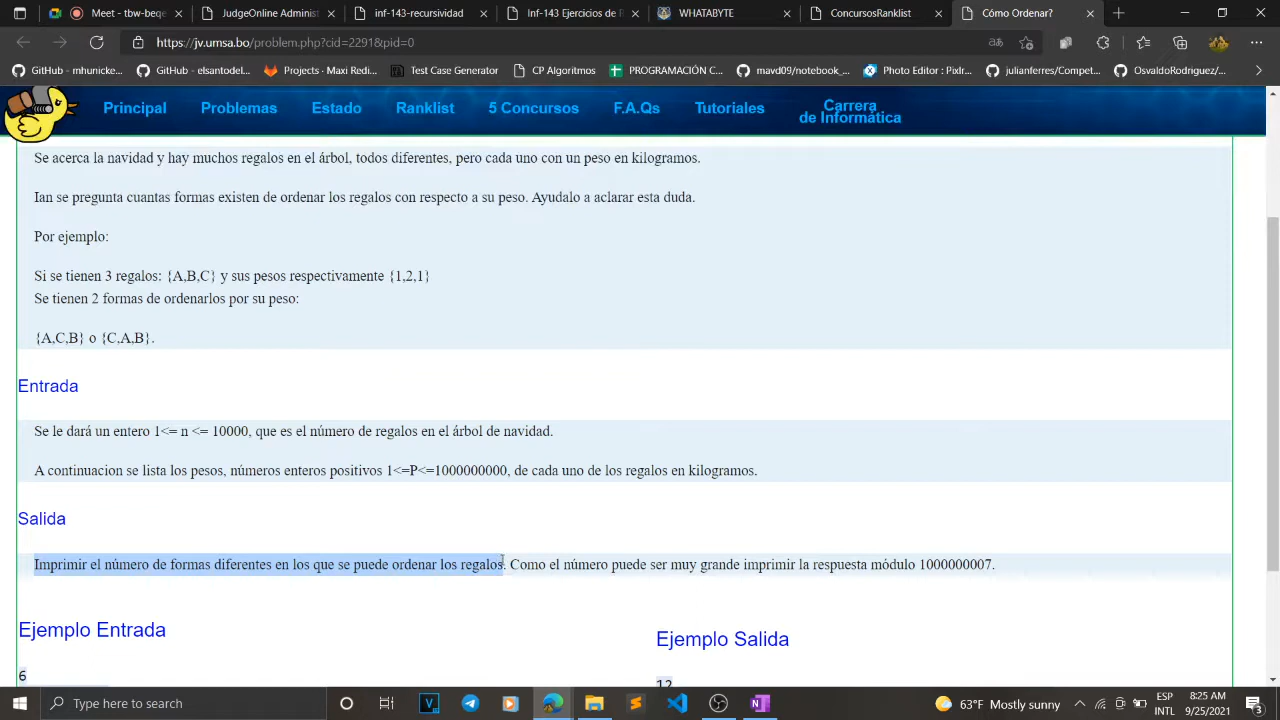 Meet - tbw-beqe
JudgeOnline Administ
inf-143-recursividad
Inf-143 Ejercicios de R
WHATABYTE
ConcursosRanklist
Cómo Ordenar?
https://jv.umsa.bo/problem.php?cid=22918&pid=0
GitHub - mhunicke...
GitHub - elsantodel...
Projects · Maxi Redi...
Test Case Generator
CP Algoritmos
PROGRAMACIÓN C...
mavd09/notebook_...
Photo Editor : Pixlr...
julianferres/Compet...
OsvaldoRodriguez/...
Principal
Problemas
Estado
Ranklist
5 Concursos
F.A.Qs
Tutoriales
Carrera
de Informática
Se acerca la navidad y hay muchos regalos en el árbol, todos diferentes, pero cada uno con un peso en kilogramos.
Ian se pregunta cuantas formas existen de ordenar los regalos con respecto a su peso. Ayudalo a aclarar esta duda.
Por ejemplo:
Si se tienen 3 regalos: {A,B,C} y sus pesos respectivamente {1,2,1}
Se tienen 2 formas de ordenarlos por su peso:
{A,C,B} o {C,A,B}.
Entrada
Se le dará un entero 1<= n <= 10000, que es el número de regalos en el árbol de navidad.
A continuacion se lista los pesos, números enteros positivos 1<=P<=1000000000, de cada uno de los regalos en kilogramos.
Salida
Imprimir el número de formas diferentes en los que se puede ordenar los regalos. Como el número puede ser muy grande imprimir la respuesta módulo 1000000007.
Ejemplo Entrada
Ejemplo Salida
6
12
Type here to search
63°F Mostly sunny
ESP
INTL
8:25 AM
9/25/2021
3